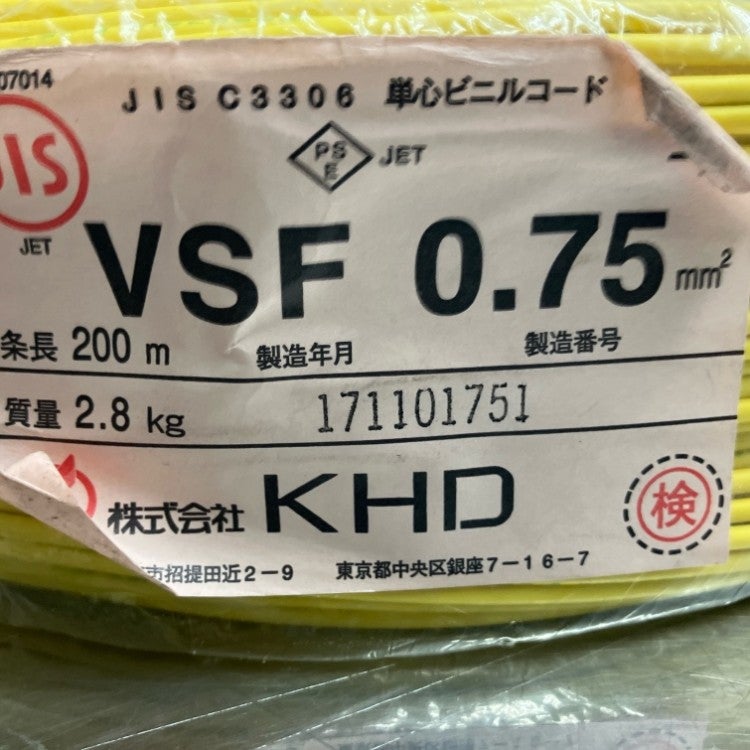 07014
JIS C3306 単心ビニルコード
JIS
PS
E
JET
JET
VSF 0.75 mm²
条長 200 m 製造年月 製造番号
質量 2.8 kg 171101751
株式会社 KHD
検
市招提田近2-9 東京都中央区銀座7-16-7